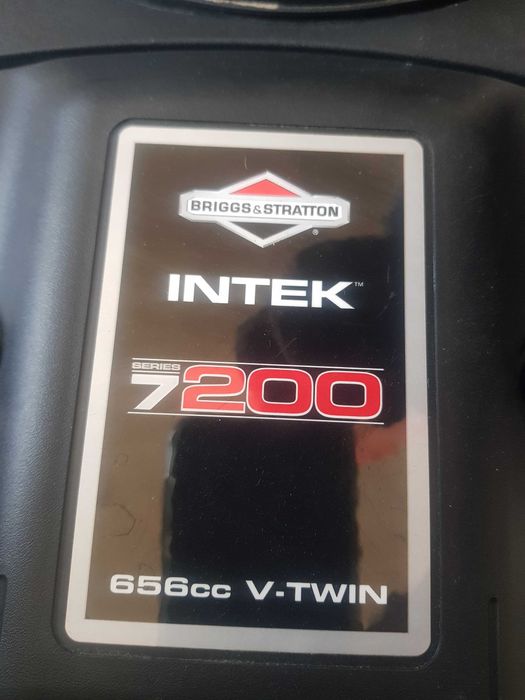 BRIGGS&STRATTON
®
INTEK™
SERIES
7200
656cc V-TWIN